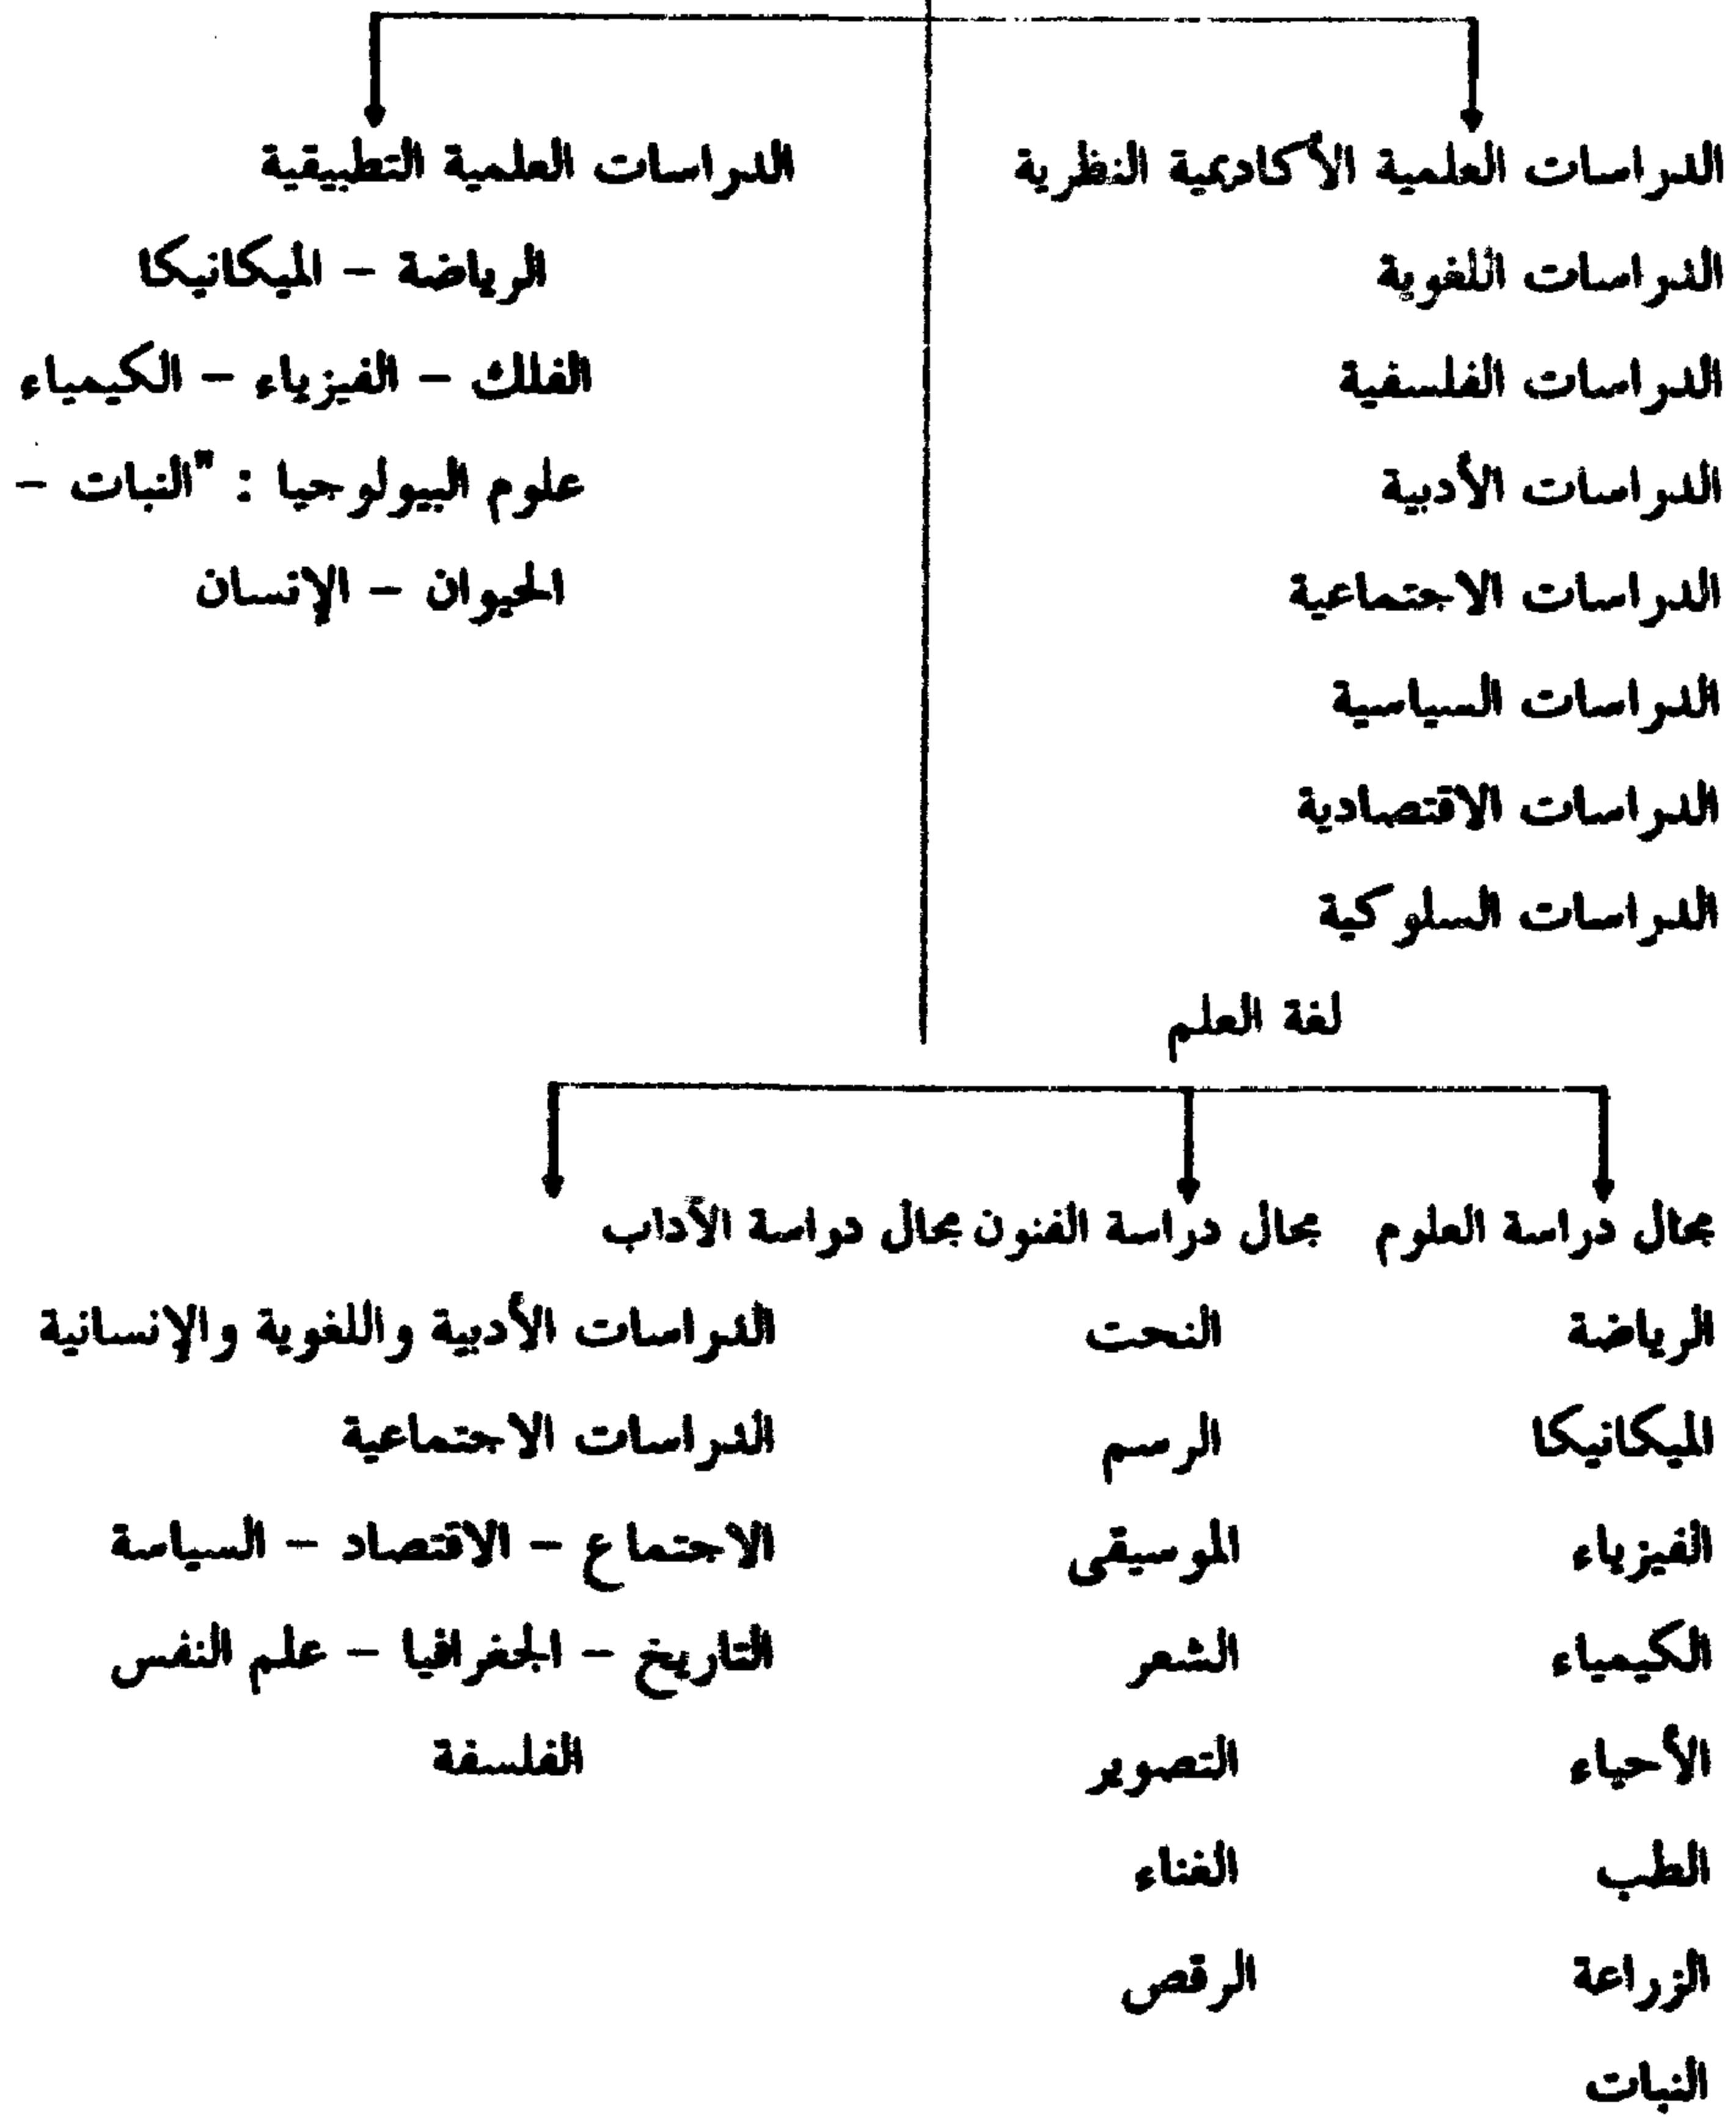 الدراسات العلمية الأكاديمية النظرية
الدراسات اللغوية
الدراسات الفلسفية
الدراسات الأدبية
الدراسات الاجتماعية
الدراسات السياسية
الدراسات الاقتصادية
الدراسات السلوكية
الدراسات العلمية التطبيقية
الرياضة – الميكانيكا
الفلك – الفيزياء – الكيمياء
علوم البيولوجيا : "النبات –
الحيوان – الإنسان
لغة العلم
مجال دراسة العلوم
الرياضة
الميكانيكا
الفيزياء
الكيمياء
الأحياء
الطب
الزراعة
النبات
مجال دراسة الفنون
النحت
الرسم
الموسيقى
الشعر
التصوير
الغناء
الرقص
مجال دراسة الآداب
الدراسات الأدبية واللغوية والإنسانية
الدراسات الاجتماعية
الاجتماع – الاقتصاد – السياسة
التاريخ – الجغرافيا – علم النفس
الفلسفة